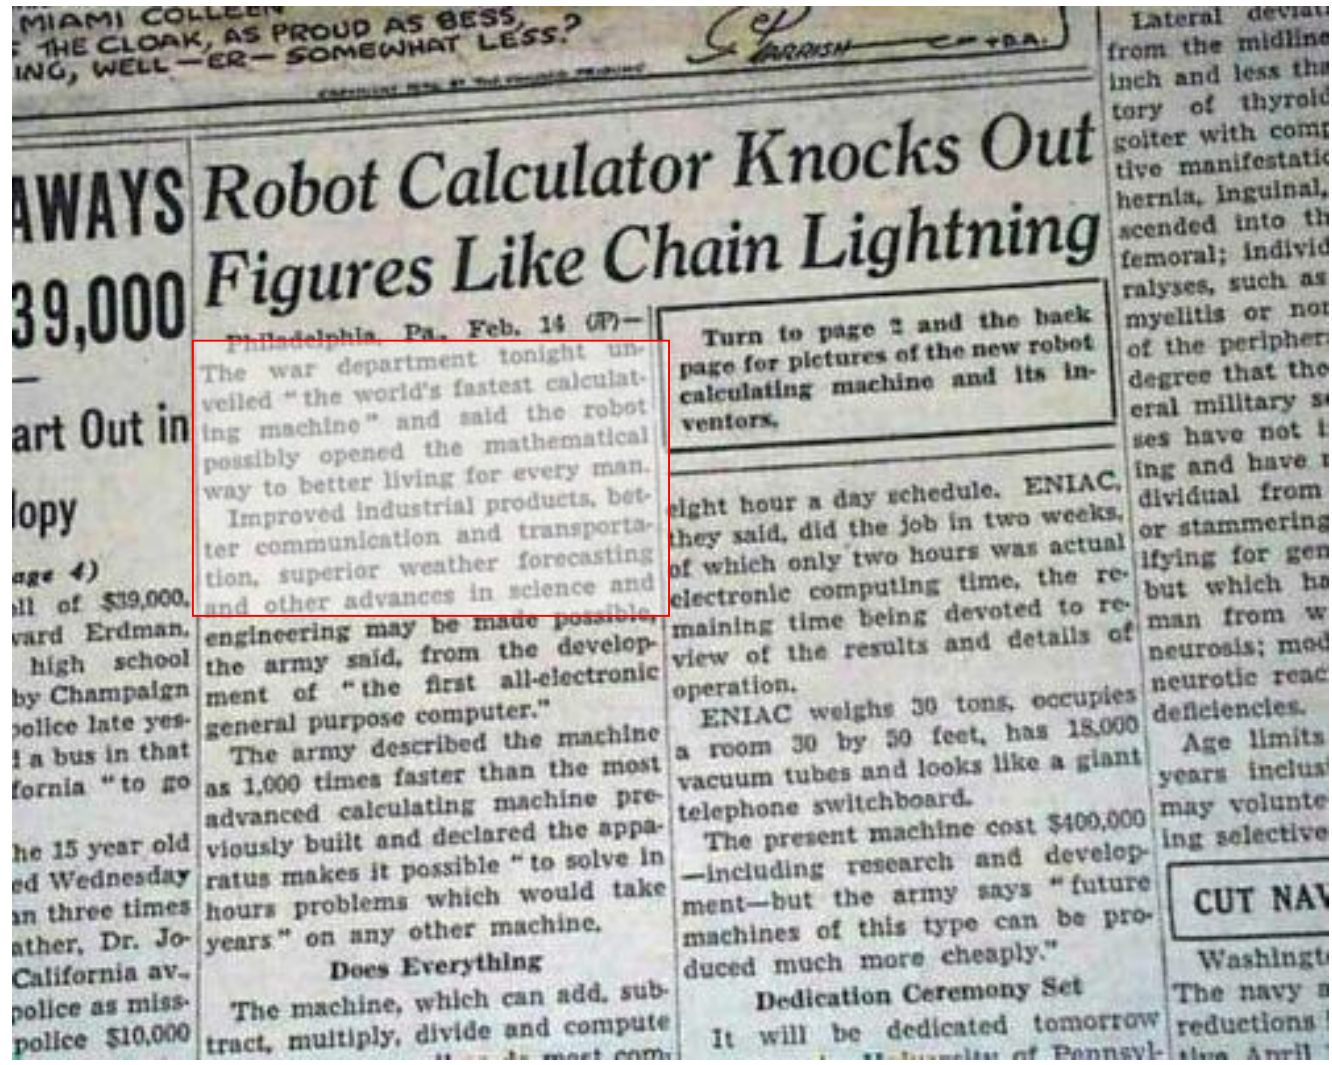 MIAMI COLLEEN
THE CLOAK, AS PROUD AS BESS,
ING, WELL—ER—SOMEWHAT LESS?
PARRISH
AWAYS
39,000
art Out in
lopy
age 4)
all of $39,000,
ward Erdman,
high school
by Champaign
police late yes-
d a bus in that
fornia "to go
he 15 year old
ed Wednesday
an three times
ather, Dr. Jo-
California av.,
police as miss-
police $10,000
Robot Calculator Knocks Out
Figures Like Chain Lightning
Philadelphia, Pa., Feb. 14 (AP)—
The war department tonight un-
veiled "the world's fastest calculat-
ing machine" and said the robot
possibly opened the mathematical
way to better living for every man.
Improved industrial products, bet-
ter communication and transporta-
tion, superior weather forecasting
and other advances in science and
engineering may be made possible,
the army said, from the develop-
ment of "the first all-electronic
general purpose computer."
The army described the machine
as 1,000 times faster than the most
advanced calculating machine pre-
viously built and declared the appa-
ratus makes it possible "to solve in
hours problems which would take
years" on any other machine.
Does Everything
The machine, which can add, sub-
tract, multiply, divide and compute
most com-
Turn to page 2 and the back
page for pictures of the new robot
calculating machine and its in-
ventors.
eight hour a day schedule. ENIAC,
they said, did the job in two weeks,
of which only two hours was actual
electronic computing time, the re-
maining time being devoted to re-
view of the results and details of
operation.
ENIAC weighs 30 tons, occupies
a room 30 by 50 feet, has 18,000
vacuum tubes and looks like a giant
telephone switchboard.
The present machine cost $400,000
—including research and develop-
ment—but the army says "future
machines of this type can be pro-
duced much more cheaply."
Dedication Ceremony Set
It will be dedicated tomorrow
University of Pennsyl-
Lateral deviati
from the midline
inch and less tha
tory of thyroid
goiter with comp
tive manifestatio
hernia, inguinal,
scended into th
femoral; individ
ralyses, such as
myelitis or nor
of the periphera
degree that the
eral military se
ses have not i
ing and have r
dividual from
or stammering
ifying for gen
but which ha
man from w
neurosis; mod
neurotic reac
deficiencies.
Age limits
years inclusi
may volunte
ing selective
CUT NAV
Washingto
The navy a
reductions
tive April